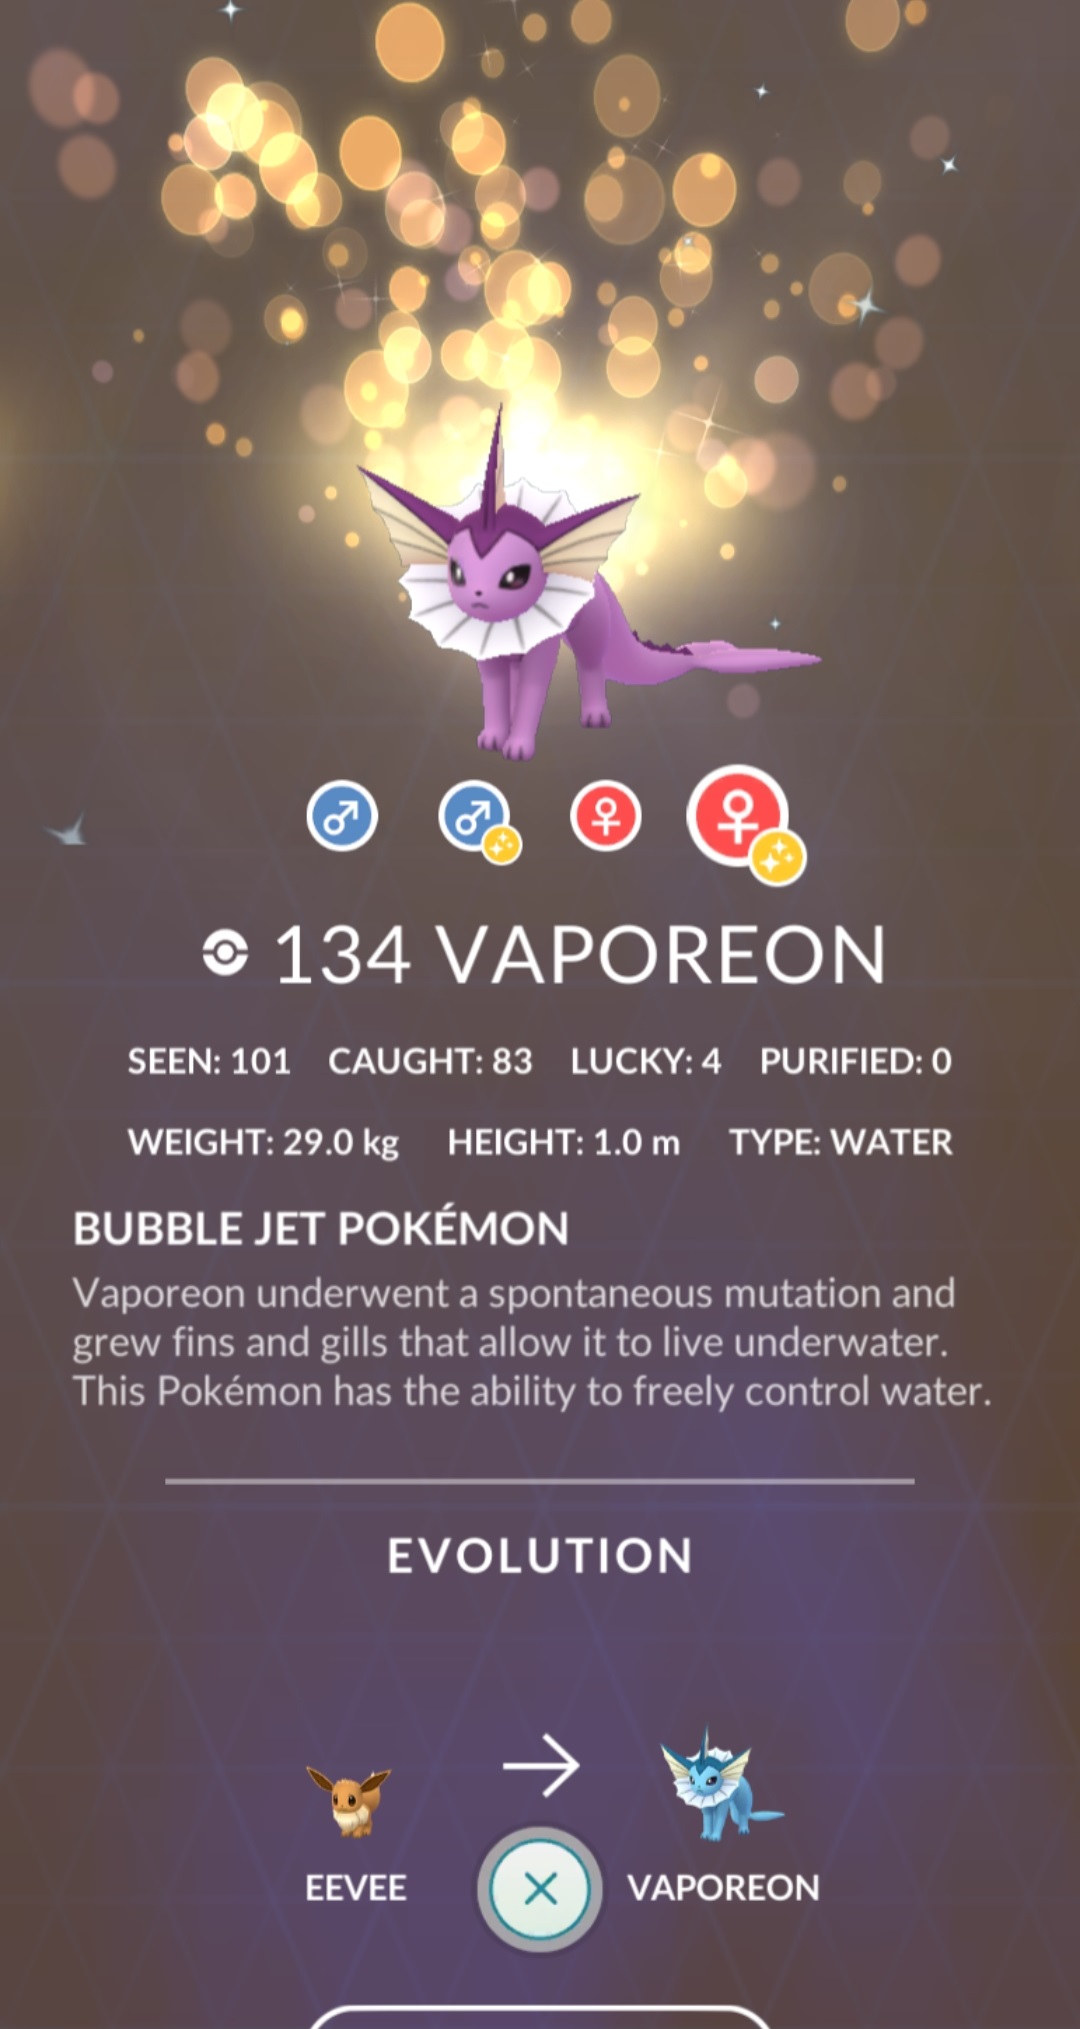 134 VAPOREON
SEEN: 101 CAUGHT: 83 LUCKY: 4 PURIFIED: 0
WEIGHT: 29.0 kg HEIGHT: 1.0 m TYPE: WATER
BUBBLE JET POKÉMON
Vaporeon underwent a spontaneous mutation and
grew fins and gills that allow it to live underwater.
This Pokémon has the ability to freely control water.
EVOLUTION
EEVEE VAPOREON